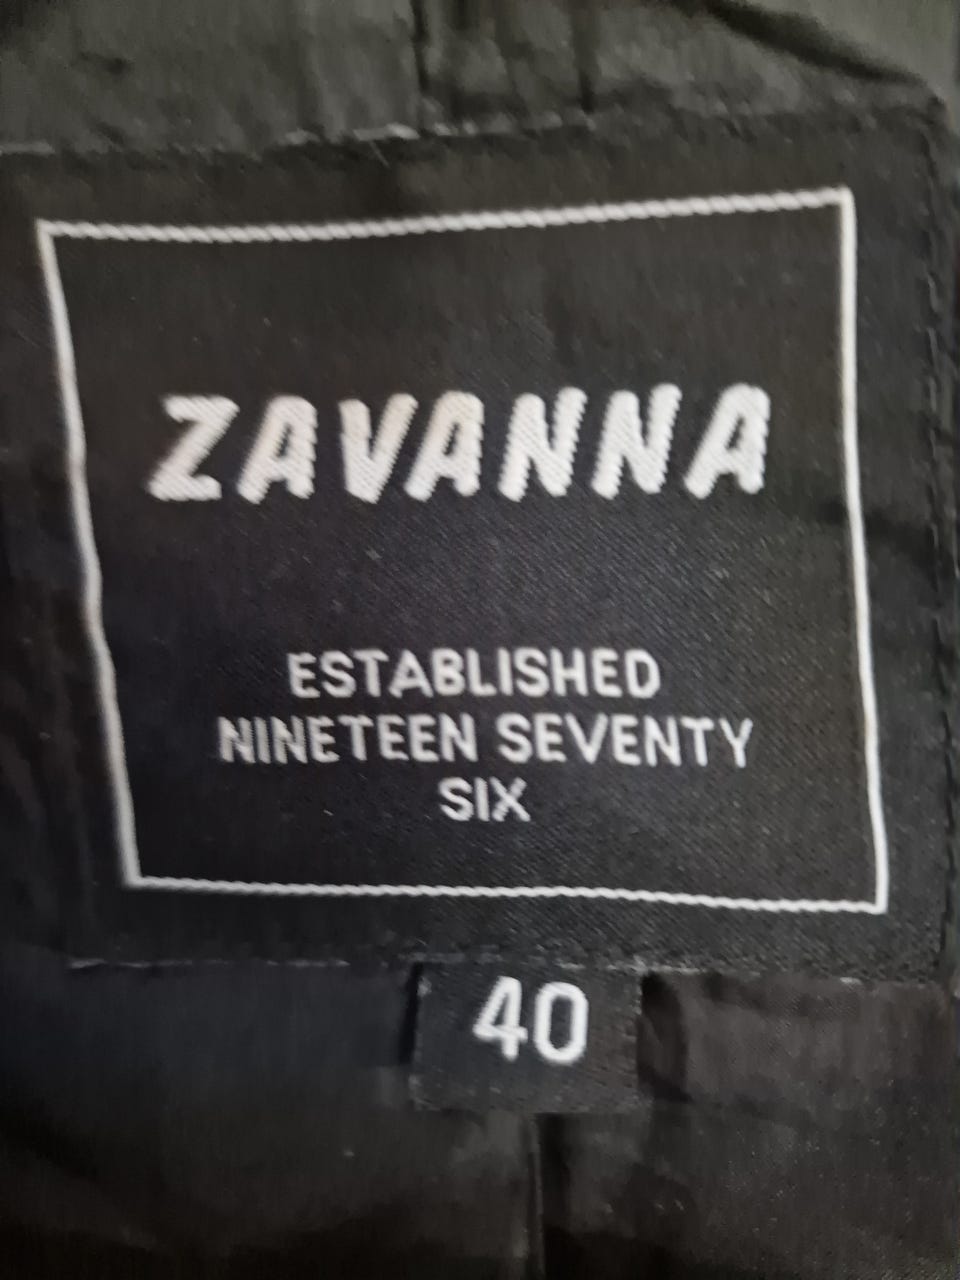 ZAVANNA
ESTABLISHED
NINETEEN SEVENTY
SIX
40